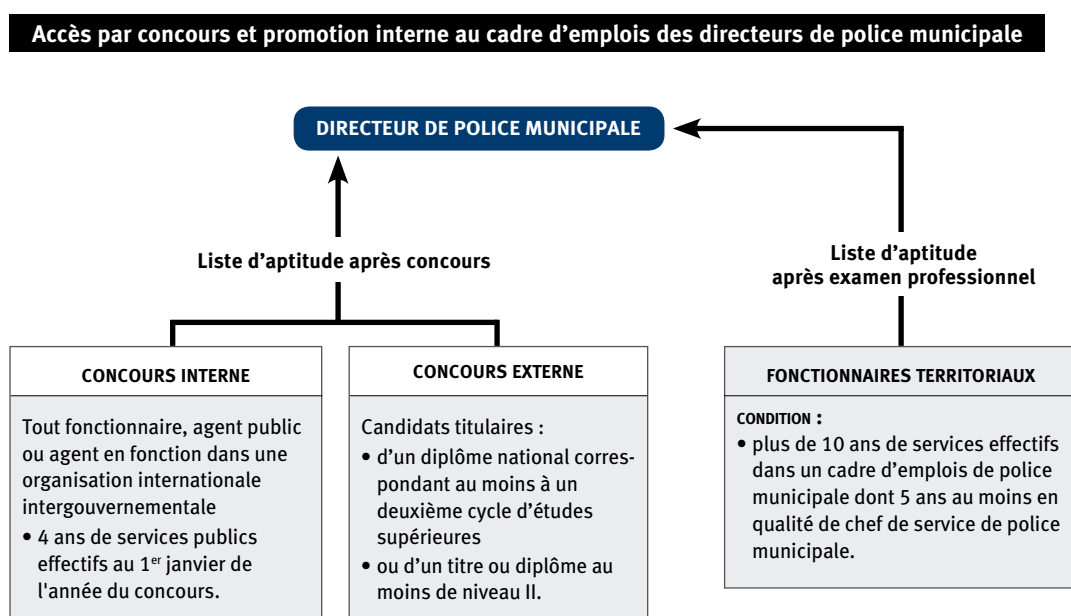 Accès par concours et promotion interne au cadre d’emplois des directeurs de police municipale
DIRECTEUR DE POLICE MUNICIPALE
Liste d’aptitude après concours
Liste d’aptitude
après examen professionnel
CONCOURS INTERNE
Tout fonctionnaire, agent public
ou agent en fonction dans une
organisation internationale
intergouvernementale
• 4 ans de services publics
effectifs au 1er janvier de
l'année du concours.
CONCOURS EXTERNE
Candidats titulaires :
• d’un diplôme national corres-
pondant au moins à un
deuxième cycle d’études
supérieures
• ou d’un titre ou diplôme au
moins de niveau II.
FONCTIONNAIRES TERRITORIAUX
CONDITION :
• plus de 10 ans de services effectifs
dans un cadre d’emplois de police
municipale dont 5 ans au moins en
qualité de chef de service de police
municipale.